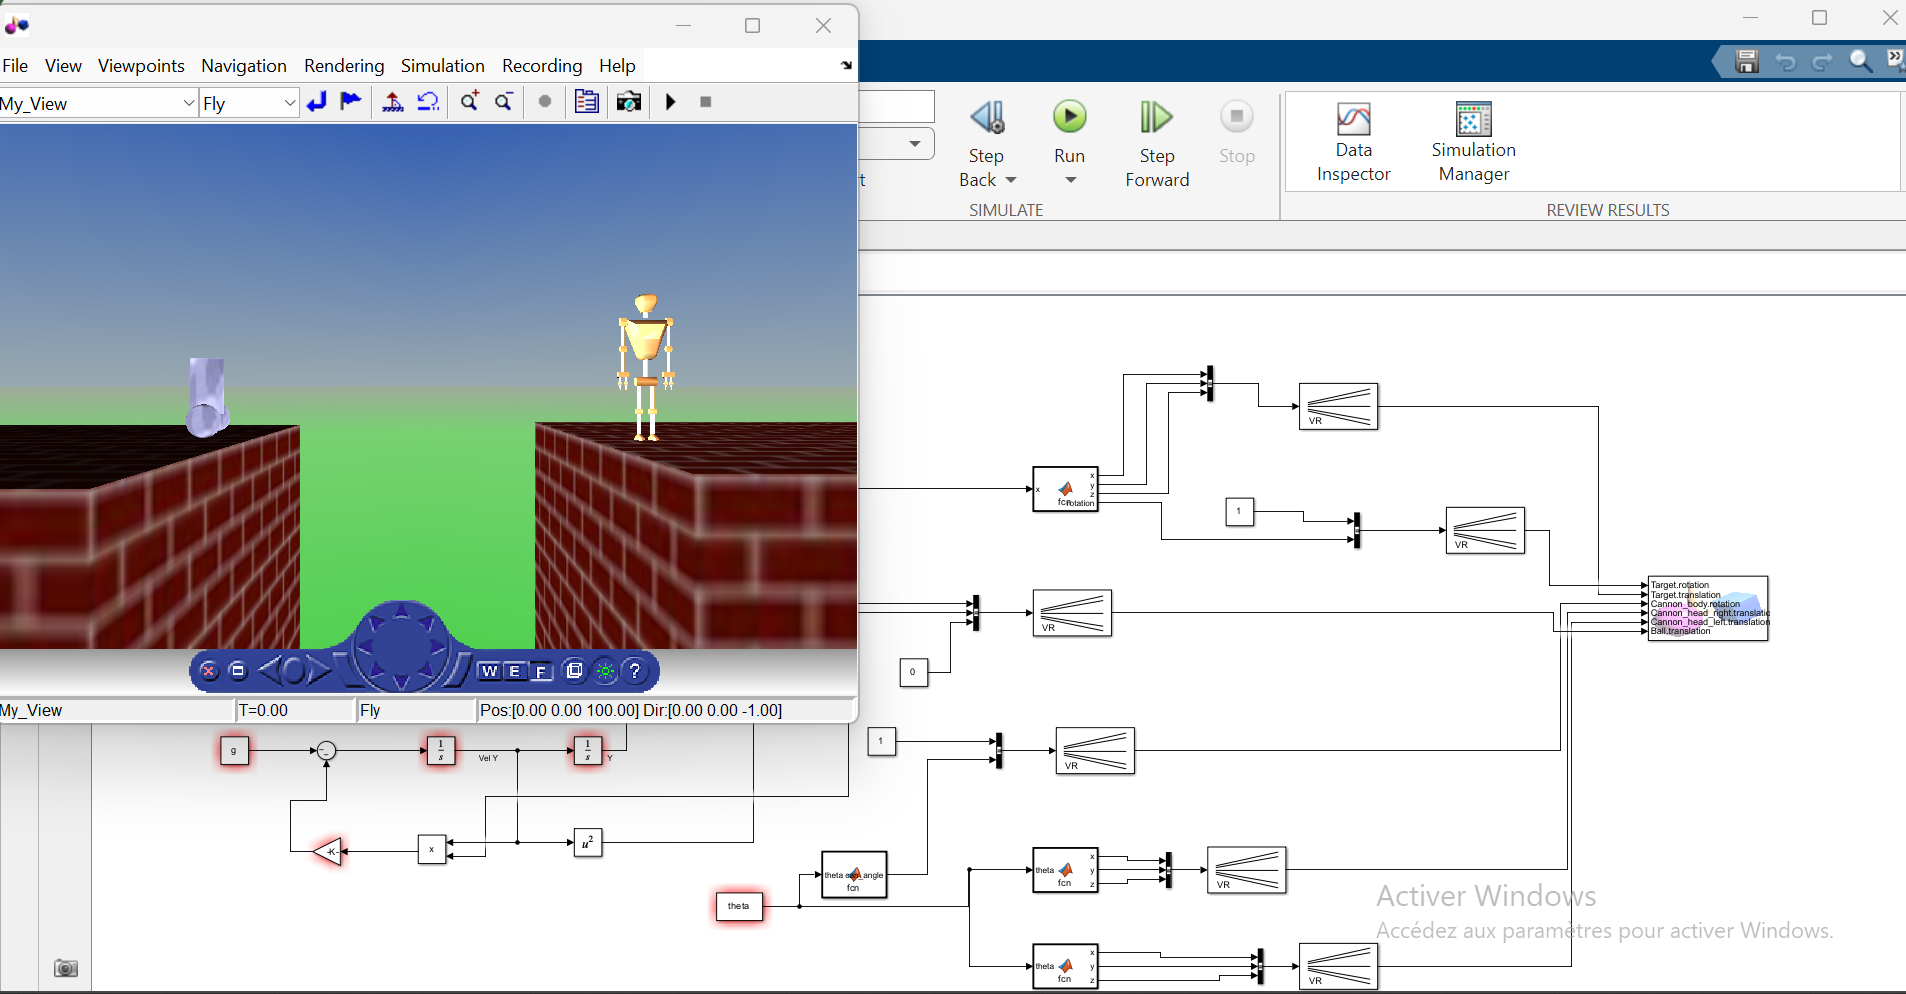 File View Viewpoints Navigation Rendering Simulation Recording Help
My_View Fly
Step Back
Run
Step Forward
Stop
SIMULATE
Data Inspector
Simulation Manager
REVIEW RESULTS
t
VR
x
fcn
x
y
z
rotation
1
VR
Target.rotation
Target.translation
Cannon_body.rotation
Cannon_head_right.translatio
Cannon_head_left.translation
Ball.translation
VR
0
W E F ?
My_View T=0.00 Fly Pos:[0.00 0.00 100.00] Dir:[0.00 0.00 -1.00]
g
1
s
Vel Y
1
s
Y
1
VR
-K-
x
u²
theta
fcn
theta
theta
fcn
x
y
z
VR
theta
fcn
x
y
z
VR
Activer Windows
Accédez aux paramètres pour activer Windows.